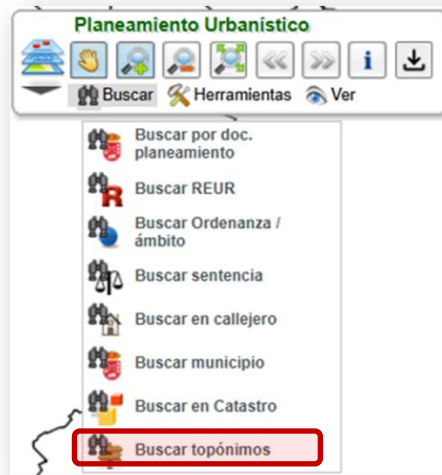 Planeamiento Urbanístico
i
Buscar Herramientas Ver
Buscar por doc.
planeamiento
R Buscar REUR
Buscar Ordenanza /
ámbito
Buscar sentencia
Buscar en callejero
Buscar municipio
Buscar en Catastro
Buscar topónimos